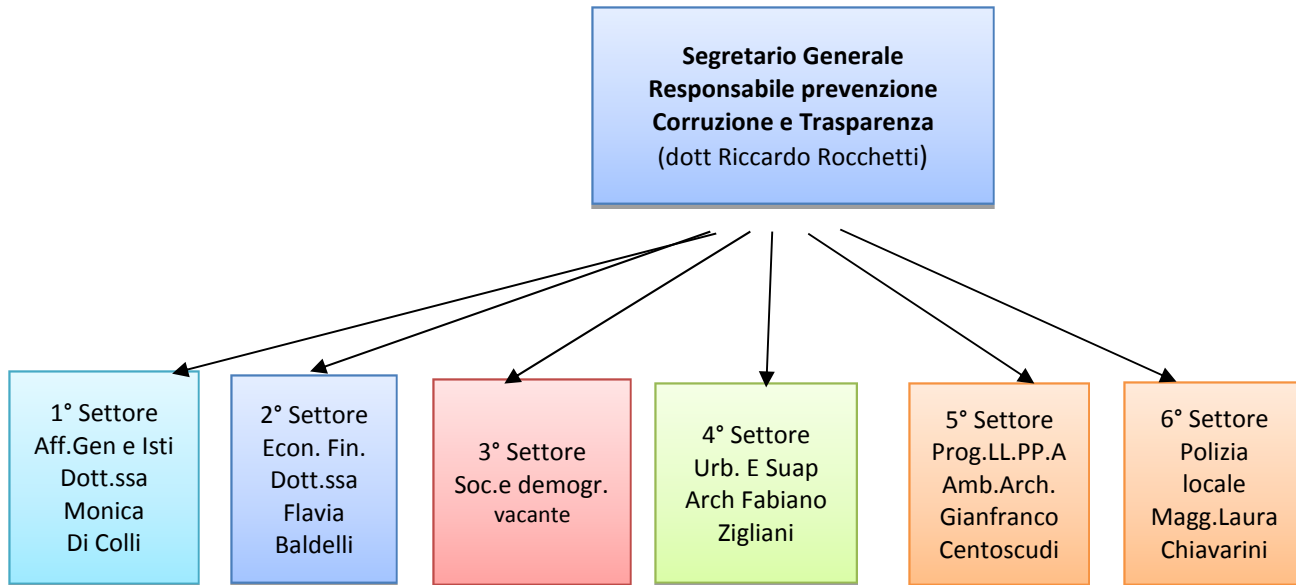 Segretario Generale
Responsabile prevenzione
Corruzione e Trasparenza
(dott Riccardo Rocchetti)
1° Settore
Aff.Gen e Isti
Dott.ssa
Monica
Di Colli
2° Settore
Econ. Fin.
Dott.ssa
Flavia
Baldelli
3° Settore
Soc.e demogr.
vacante
4° Settore
Urb. E Suap
Arch Fabiano
Zigliani
5° Settore
Prog.LL.PP.A
Amb.Arch.
Gianfranco
Centoscudi
6° Settore
Polizia
locale
Magg.Laura
Chiavarini